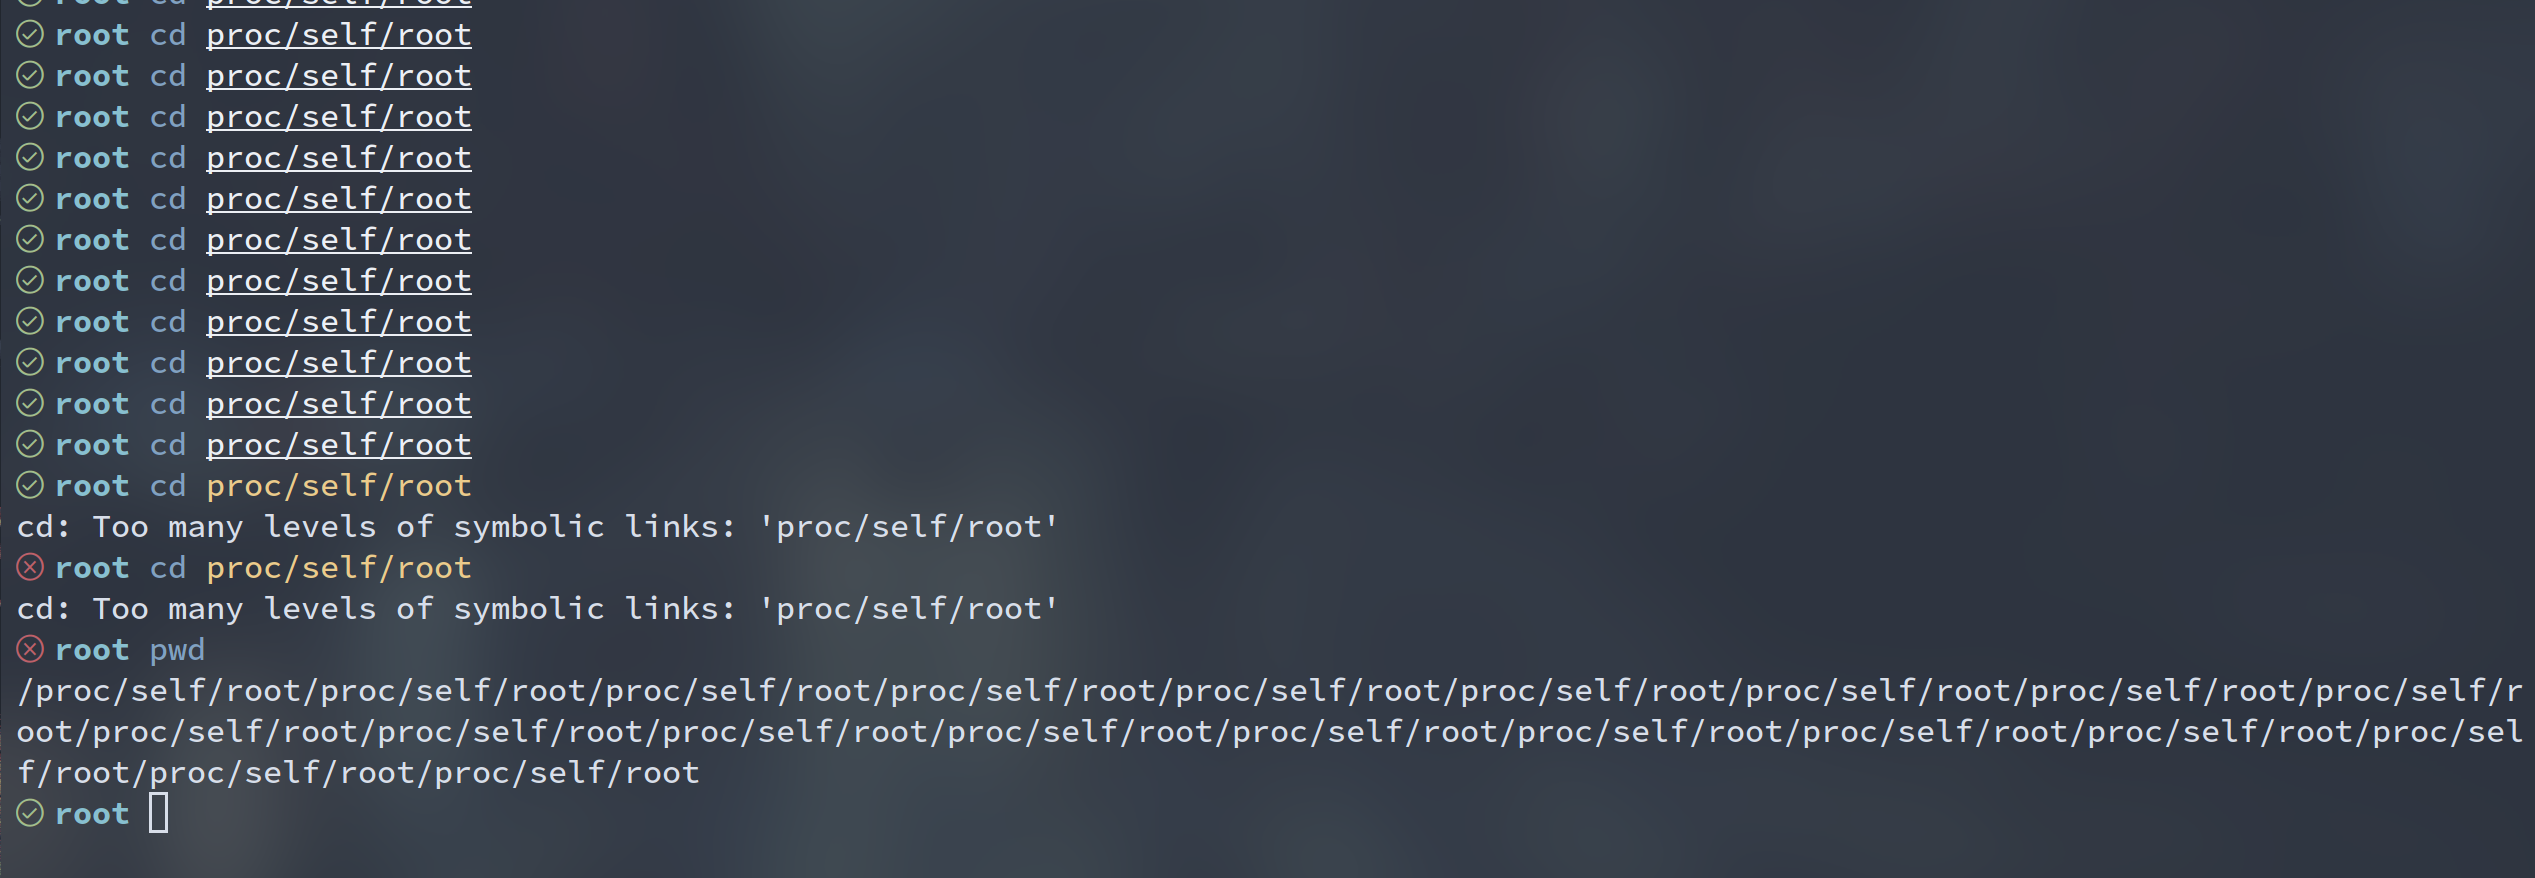 root cd proc/self/root
root cd proc/self/root
root cd proc/self/root
root cd proc/self/root
root cd proc/self/root
root cd proc/self/root
root cd proc/self/root
root cd proc/self/root
root cd proc/self/root
root cd proc/self/root
root cd proc/self/root
root cd proc/self/root
root cd proc/self/root
cd: Too many levels of symbolic links: 'proc/self/root'
root cd proc/self/root
cd: Too many levels of symbolic links: 'proc/self/root'
root pwd
/proc/self/root/proc/self/root/proc/self/root/proc/self/root/proc/self/root/proc/self/root/proc/self/root/proc/self/root/proc/self/r
oot/proc/self/root/proc/self/root/proc/self/root/proc/self/root/proc/self/root/proc/self/root/proc/self/root/proc/self/root/proc/sel
f/root/proc/self/root/proc/self/root
root